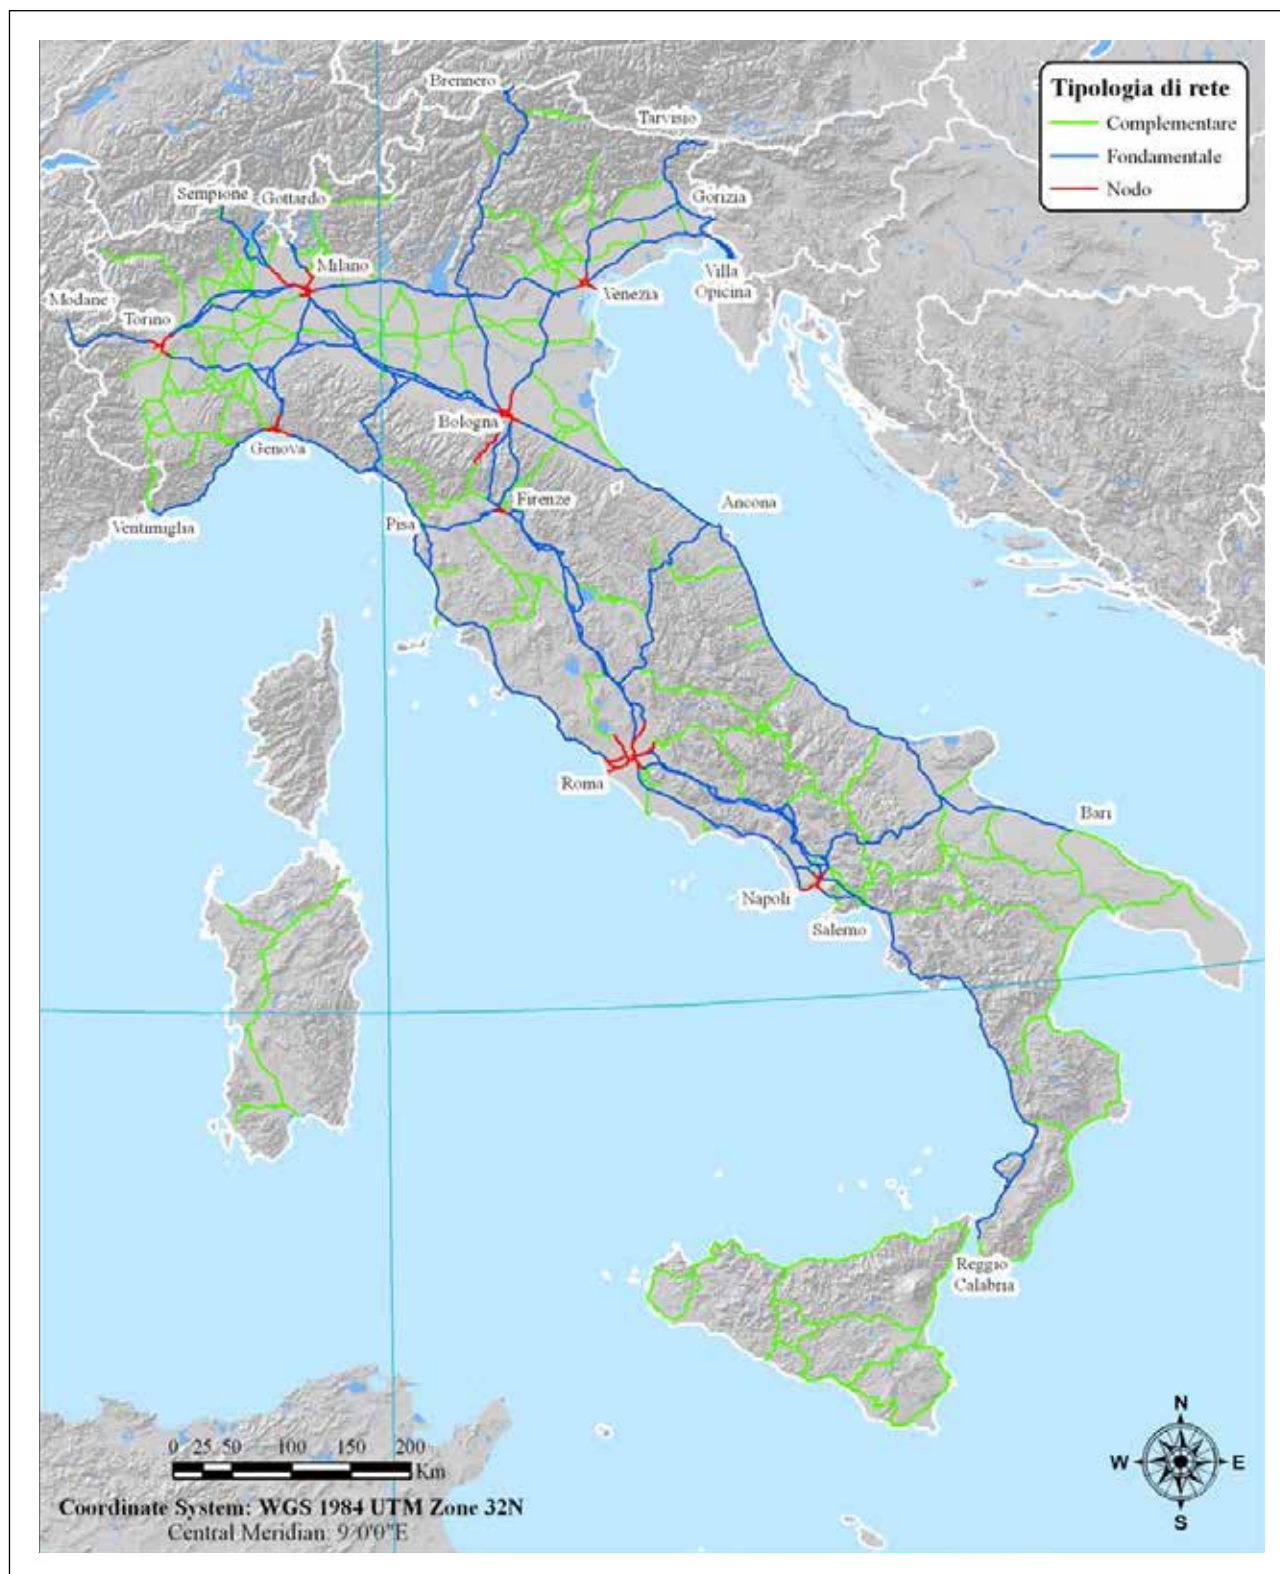 Brennero
Tarvisio
Tipologia di rete
Complementare
Fondamentale
Nodo
Sempione
Gottardo
Gorizia
Milano
Villa
Opicina
Modane
Torino
Venezia
Bologna
Genova
Firenze
Ancona
Pisa
Ventimiglia
Roma
Bari
Napoli
Salerno
Reggio
Calabria
0 25 50 100 150 200
Km
Coordinate System: WGS 1984 UTM Zone 32N
Central Meridian: 9°0'0"E
N
W
E
S